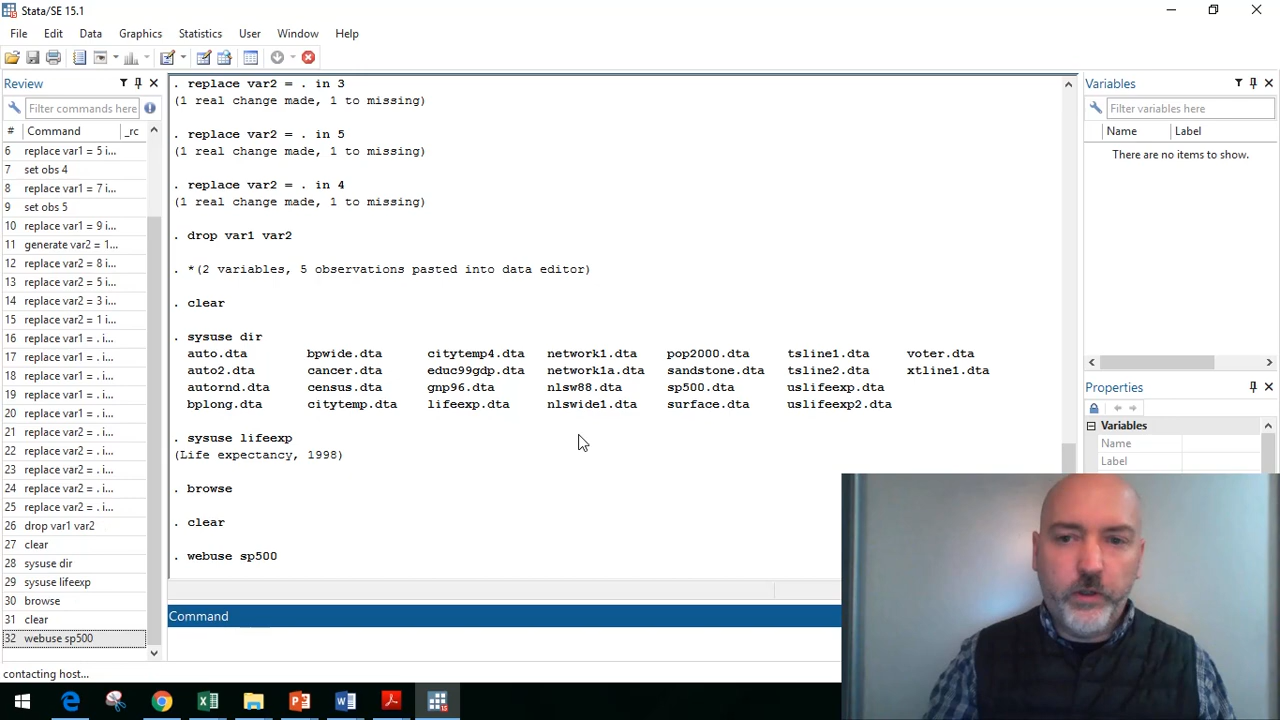 Stata/SE 15.1
File Edit Data Graphics Statistics User Window Help
Review
Filter commands here
# Command _rc
6 replace var1 = 5 i...
7 set obs 4
8 replace var1 = 7 i...
9 set obs 5
10 replace var1 = 9 i...
11 generate var2 = 1...
12 replace var2 = 8 i...
13 replace var2 = 5 i...
14 replace var2 = 3 i...
15 replace var2 = 1 i...
16 replace var1 = . i...
17 replace var1 = . i...
18 replace var1 = . i...
19 replace var1 = . i...
20 replace var1 = . i...
21 replace var2 = . i...
22 replace var2 = . i...
23 replace var2 = . i...
24 replace var2 = . i...
25 replace var2 = . i...
26 drop var1 var2
27 clear
28 sysuse dir
29 sysuse lifeexp
30 browse
31 clear
32 webuse sp500
contacting host...
. replace var2 = . in 3
(1 real change made, 1 to missing)
. replace var2 = . in 5
(1 real change made, 1 to missing)
. replace var2 = . in 4
(1 real change made, 1 to missing)
. drop var1 var2
. *(2 variables, 5 observations pasted into data editor)
. clear
. sysuse dir
auto.dta bpwide.dta citytemp4.dta network1.dta pop2000.dta tsline1.dta voter.dta
auto2.dta cancer.dta educ99gdp.dta network1a.dta sandstone.dta tsline2.dta xtline1.dta
autornd.dta census.dta gnp96.dta nlsw88.dta sp500.dta uslifeexp.dta
bplong.dta citytemp.dta lifeexp.dta nlswide1.dta surface.dta uslifeexp2.dta
. sysuse lifeexp
(Life expectancy, 1998)
. browse
. clear
. webuse sp500
Command
Variables
Filter variables here
Name Label
There are no items to show.
Properties
Variables
Name
Label